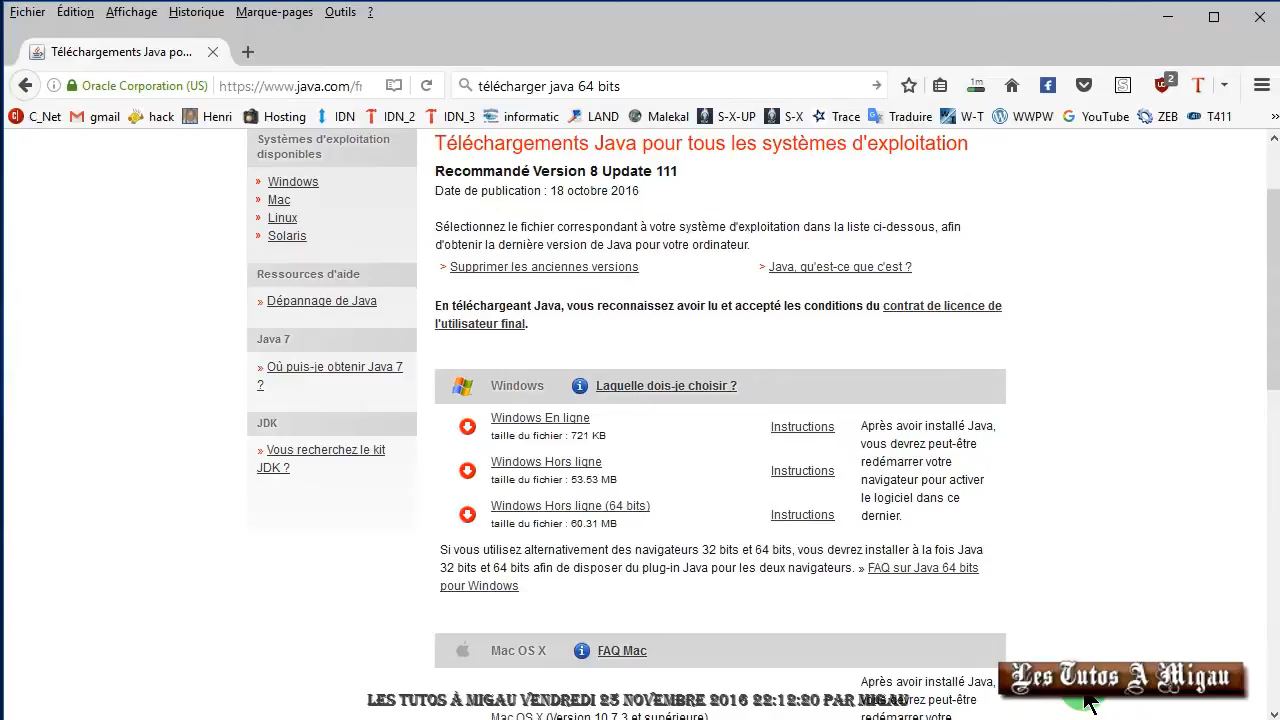 Fichier Édition Affichage Historique Marque-pages Outils ?
Téléchargements Java po...
Oracle Corporation (US) https://www.java.com/fr
télécharger java 64 bits
1m
2
C_Net gmail hack Henri Hosting IDN IDN_2 IDN_3 informatic LAND Malekal S-X-UP S-X Trace Traduire W-T WWPW YouTube ZEB T411
Systèmes d'exploitation
disponibles
» Windows
» Mac
» Linux
» Solaris
Ressources d'aide
» Dépannage de Java
Java 7
» Où puis-je obtenir Java 7
?
JDK
» Vous recherchez le kit
JDK ?
Téléchargements Java pour tous les systèmes d'exploitation
Recommandé Version 8 Update 111
Date de publication : 18 octobre 2016
Sélectionnez le fichier correspondant à votre système d'exploitation dans la liste ci-dessous, afin
d'obtenir la dernière version de Java pour votre ordinateur.
> Supprimer les anciennes versions > Java, qu'est-ce que c'est ?
En téléchargeant Java, vous reconnaissez avoir lu et accepté les conditions du contrat de licence de
l'utilisateur final.
Windows Laquelle dois-je choisir ?
Windows En ligne
taille du fichier : 721 KB
Instructions
Windows Hors ligne
taille du fichier : 53.53 MB
Instructions
Windows Hors ligne (64 bits)
taille du fichier : 60.31 MB
Instructions
Après avoir installé Java,
vous devrez peut-être
redémarrer votre
navigateur pour activer
le logiciel dans ce
dernier.
Si vous utilisez alternativement des navigateurs 32 bits et 64 bits, vous devrez installer à la fois Java
32 bits et 64 bits afin de disposer du plug-in Java pour les deux navigateurs. » FAQ sur Java 64 bits
pour Windows
Mac OS X FAQ Mac
Après avoir installé Java,
vous devrez peut-être
redémarrer votre
Mac OS X (Version 10.7.3 et supérieure)
Les Tutos A Migau
LES TUTOS À MIGAU VENDREDI 25 NOVEMBRE 2016 22:12:20 PAR MIGAU